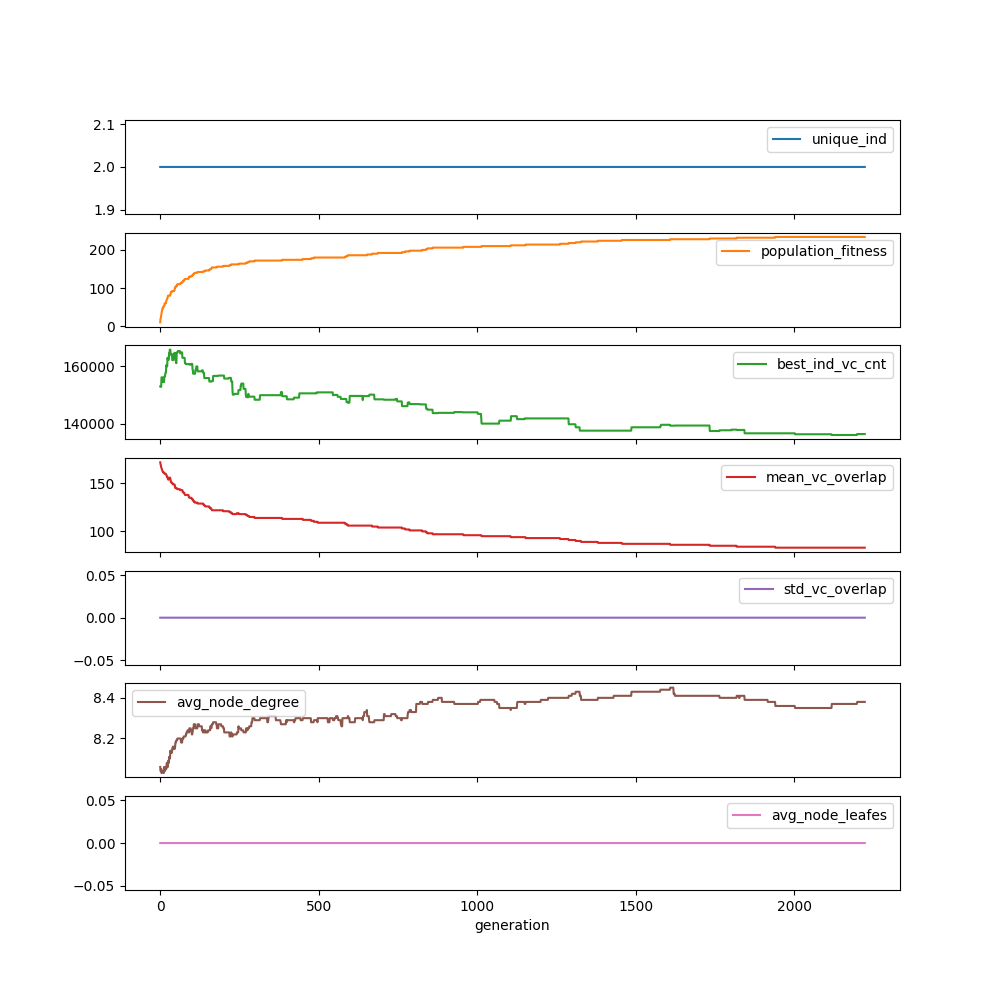 2.1
2.0
1.9
unique_ind
200
100
0
population_fitness
160000
140000
best_ind_vc_cnt
150
100
mean_vc_overlap
0.05
0.00
−0.05
std_vc_overlap
8.4
8.2
avg_node_degree
0.05
0.00
−0.05
avg_node_leafes
0 500 1000 1500 2000
generation